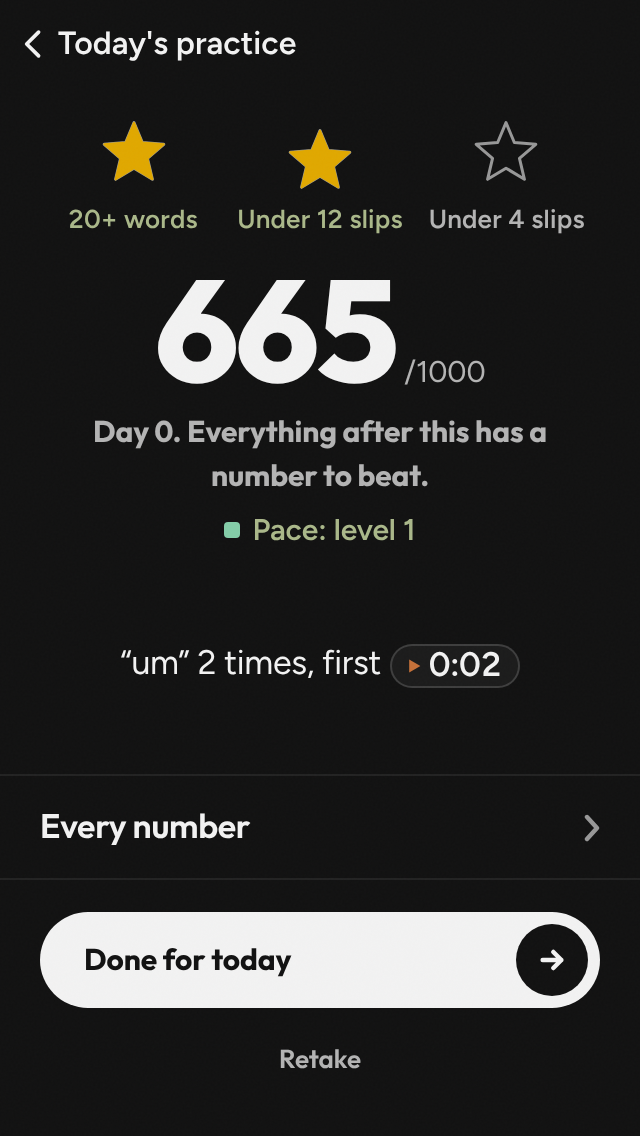 Today's practice
20+ words
Under 12 slips
Under 4 slips
665/1000
Day 0. Everything after this has a
number to beat.
Pace: level 1
“um” 2 times, first 0:02
Every number
Done for today
Retake